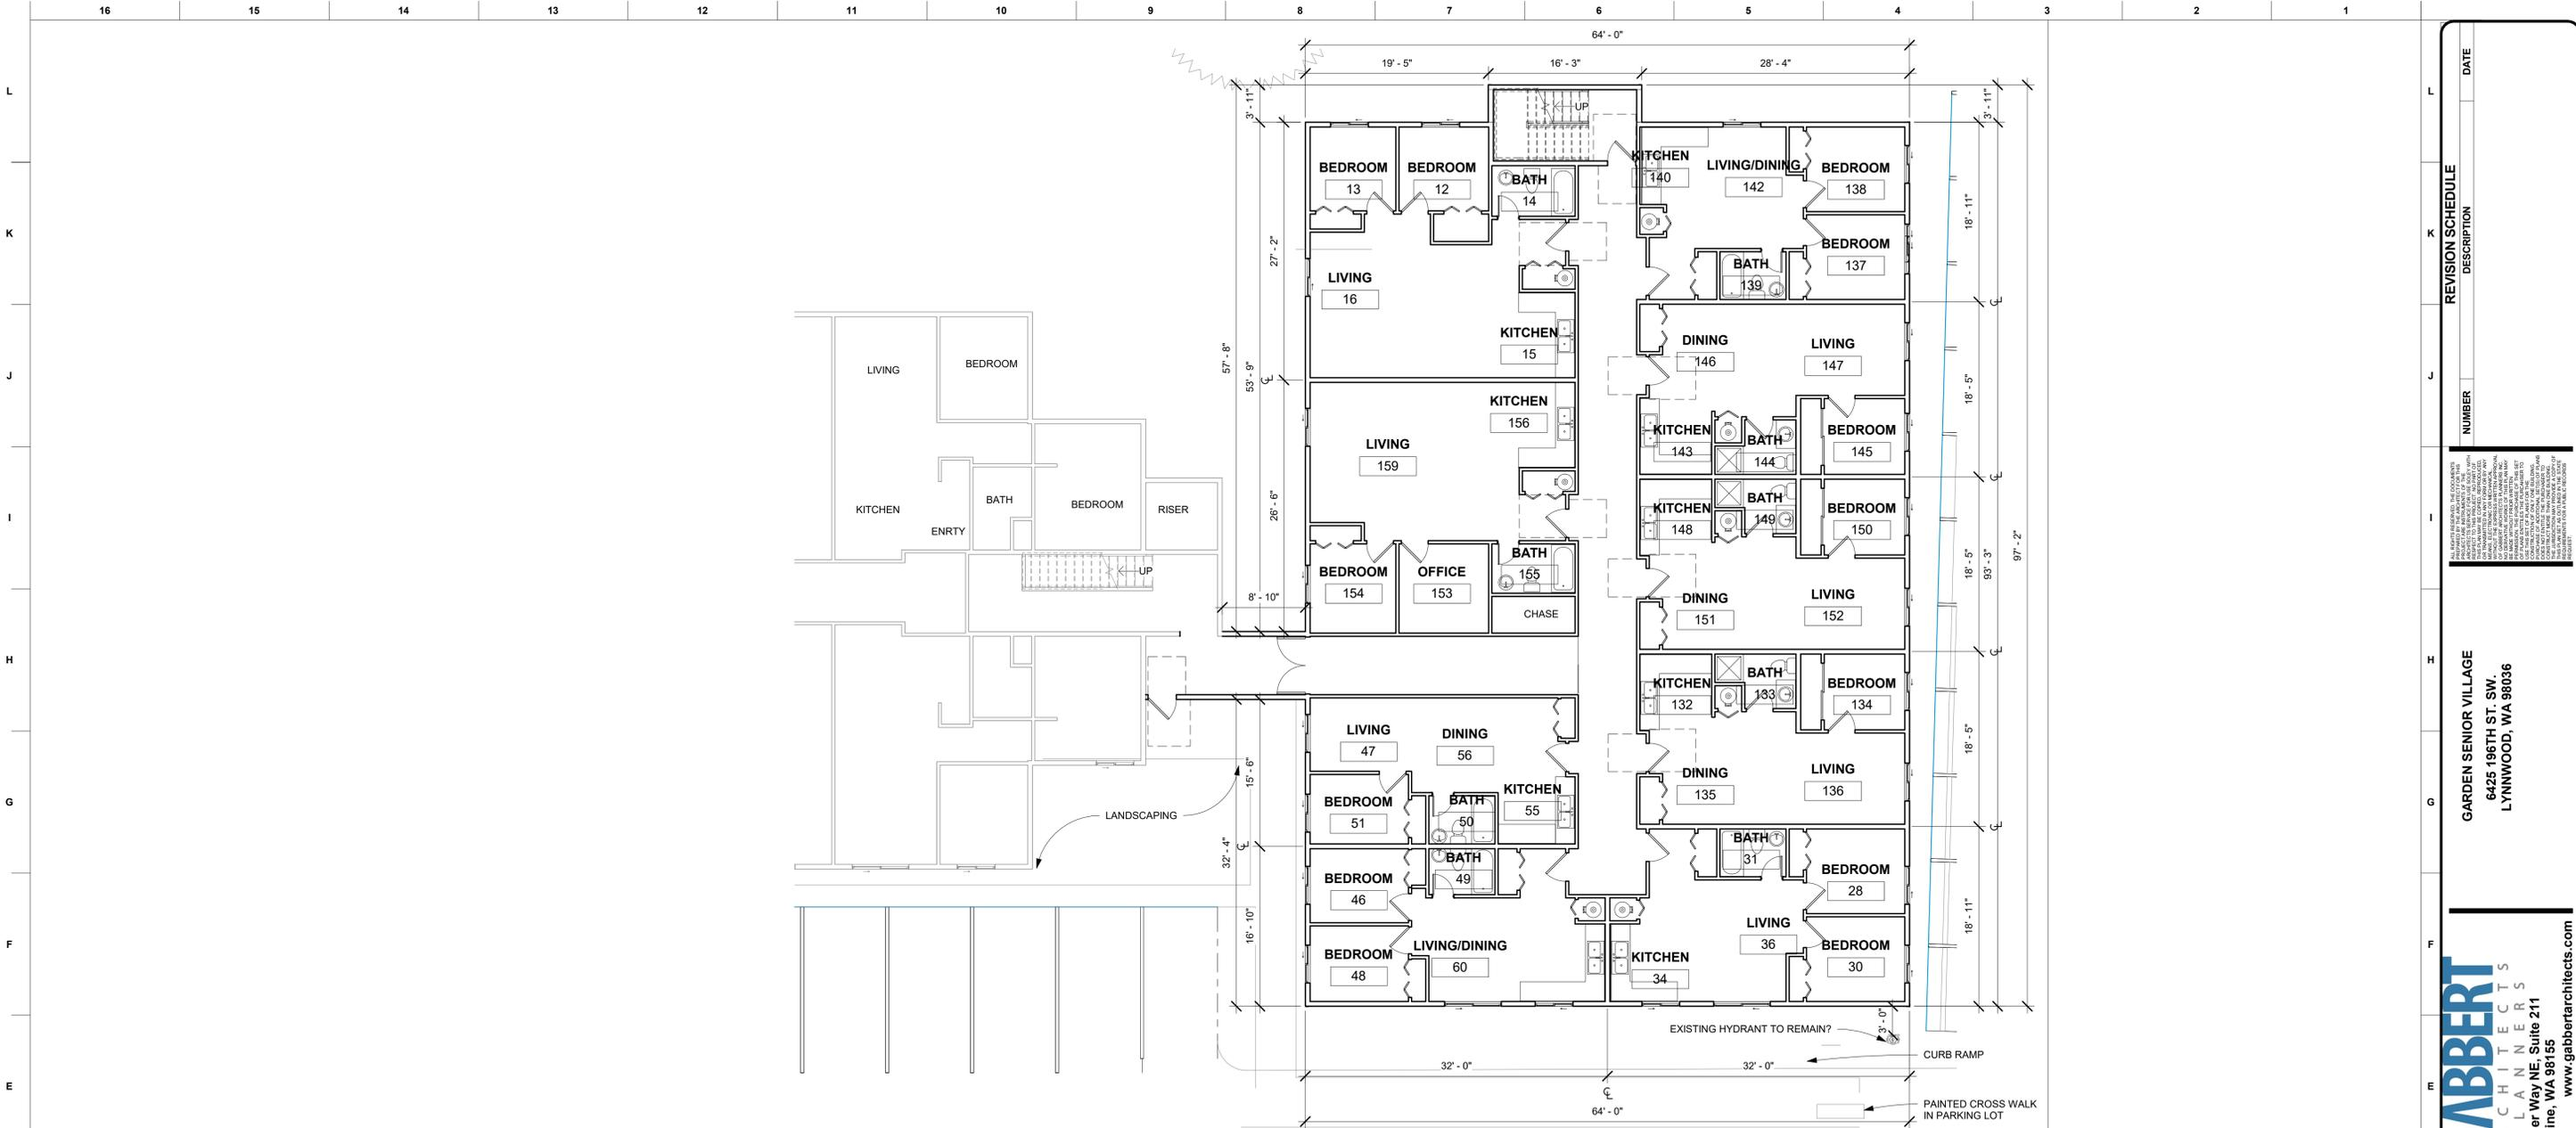 16 15 14 13 12 11 10 9 8 7 6 5 4 3 2 1
64' - 0"
19' - 5" 16' - 3" 28' - 4"
L
K
J
I
H
G
F
E
L
K
J
I
H
G
F
E
3' - 11"
27' - 2"
57' - 8"
53' - 9"
26' - 6"
8' - 10"
15' - 6"
32' - 4"
16' - 10"
3' - 11"
18' - 11"
18' - 5"
18' - 5"
93' - 3"
97' - 2"
18' - 5"
18' - 11"
3' - 0"
UP
BEDROOM
13
BEDROOM
12
BATH
14
LIVING
16
KITCHEN
15
KITCHEN
140
LIVING/DINING
142
BEDROOM
138
BEDROOM
137
BATH
139
DINING
146
LIVING
147
KITCHEN
143
BATH
144
BEDROOM
145
KITCHEN
156
LIVING
159
BEDROOM
154
OFFICE
153
BATH
155
CHASE
KITCHEN
148
BATH
149
BEDROOM
150
DINING
151
LIVING
152
KITCHEN
132
BATH
133
BEDROOM
134
DINING
135
LIVING
136
LIVING
47
DINING
56
BEDROOM
51
BATH
50
KITCHEN
55
BEDROOM
46
BATH
49
BEDROOM
48
LIVING/DINING
60
BATH
31
BEDROOM
28
LIVING
36
KITCHEN
34
BEDROOM
30
LIVING
BEDROOM
KITCHEN
ENRTY
BATH
BEDROOM
RISER
UP
LANDSCAPING
EXISTING HYDRANT TO REMAIN?
CURB RAMP
32' - 0" 32' - 0"
64' - 0"
PAINTED CROSS WALK
IN PARKING LOT
REVISION SCHEDULE
NUMBER DESCRIPTION DATE
GARDEN SENIOR VILLAGE
6425 196TH ST. SW.
LYNNWOOD, WA 98036
ABBERT
CHITECTS
LANNERS
er Way NE, Suite 211
ine, WA 98155
www.gabbertarchitects.com